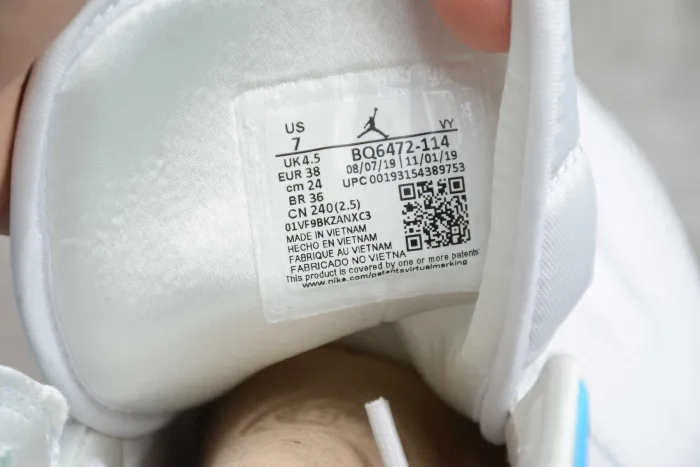 US
7
VY
UK4.5
BQ6472-114
EUR 38
08/07/19 11/01/19
cm 24
UPC 00193154389753
BR 36
CN 240(2.5)
01VF9BKZANXC3
MADE IN VIETNAM
HECHO EN VIETNAM
FABRIQUE AU VIETNAM
FABRICADO NO VIETNA
This product is covered by one or more patents
www.nike.com/patentsvirtualmarking